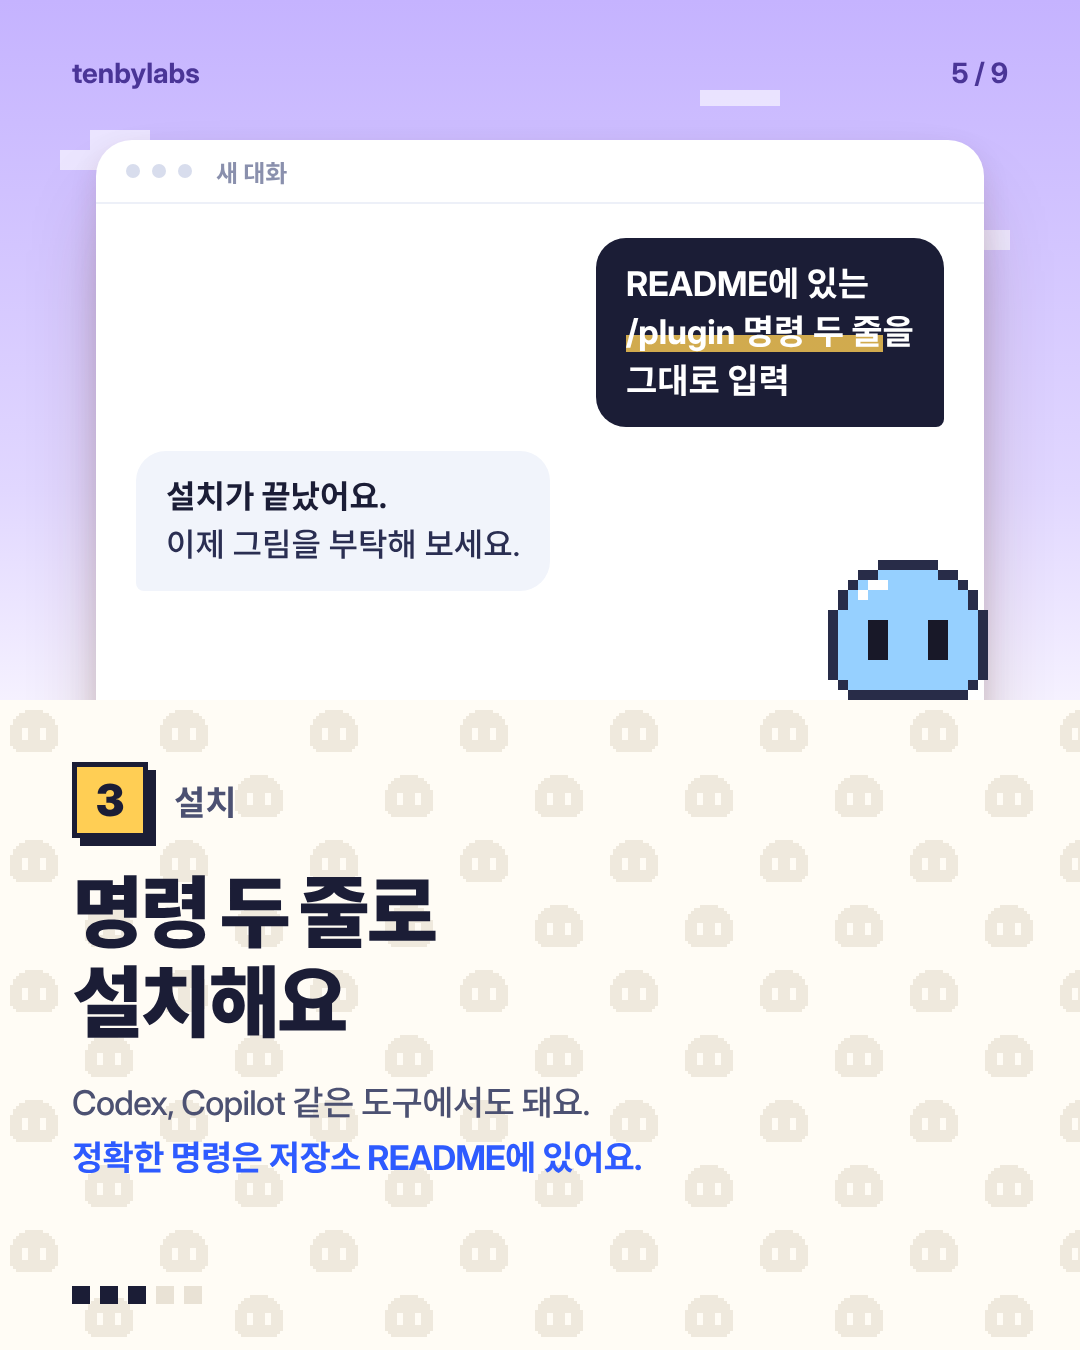 tenbylabs
5 / 9
새 대화
README에 있는
/plugin 명령 두 줄을
그대로 입력
설치가 끝났어요.
이제 그림을 부탁해 보세요.
3
설치
명령 두 줄로
설치해요
Codex, Copilot 같은 도구에서도 돼요.
정확한 명령은 저장소 README에 있어요.